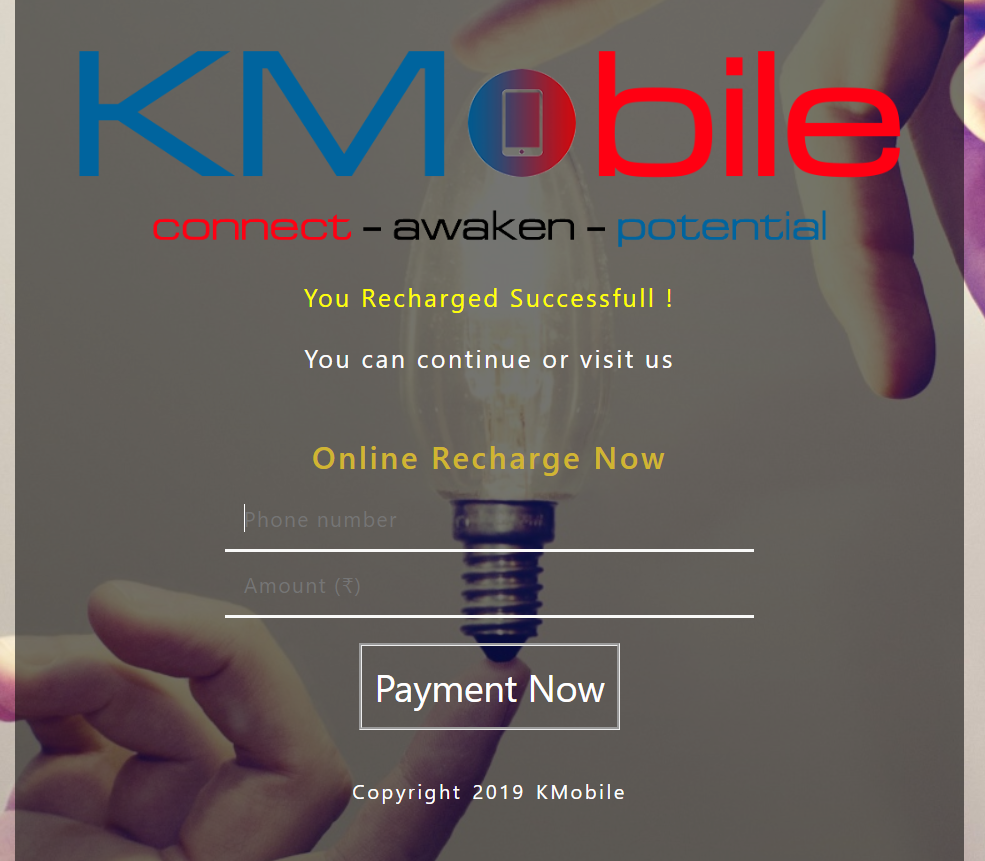 KMobile
connect - awaken - potential
You Recharged Successfull !
You can continue or visit us
Online Recharge Now
Phone number
Amount (₹)
Payment Now
Copyright 2019 KMobile